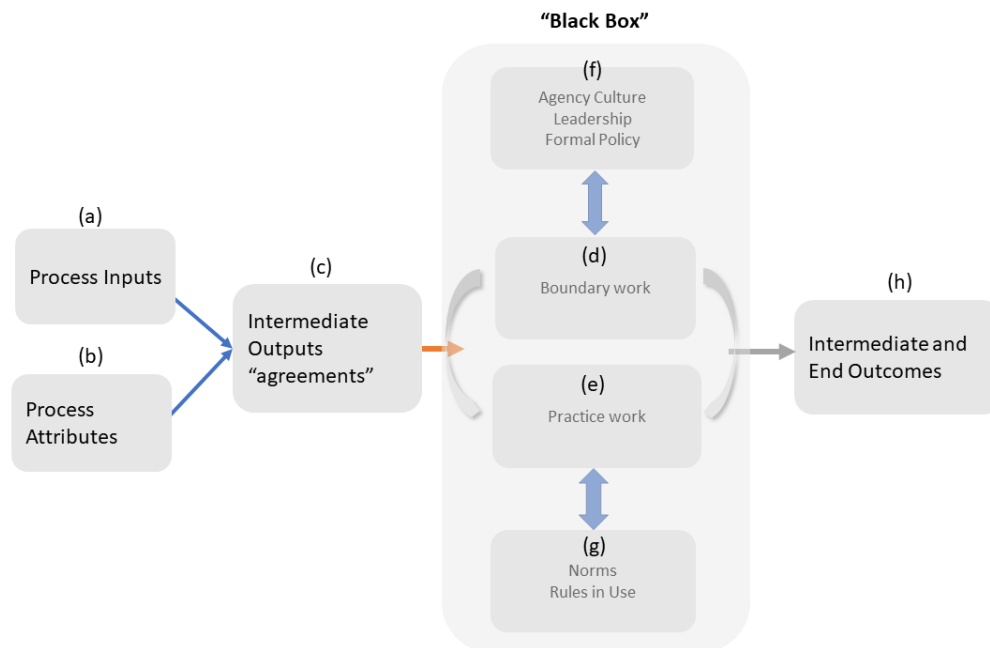 “Black Box”
(f)
Agency Culture
Leadership
Formal Policy
(a)
Process Inputs
(b)
Process
Attributes
(c)
Intermediate
Outputs
“agreements”
(d)
Boundary work
(e)
Practice work
(g)
Norms
Rules in Use
(h)
Intermediate and
End Outcomes